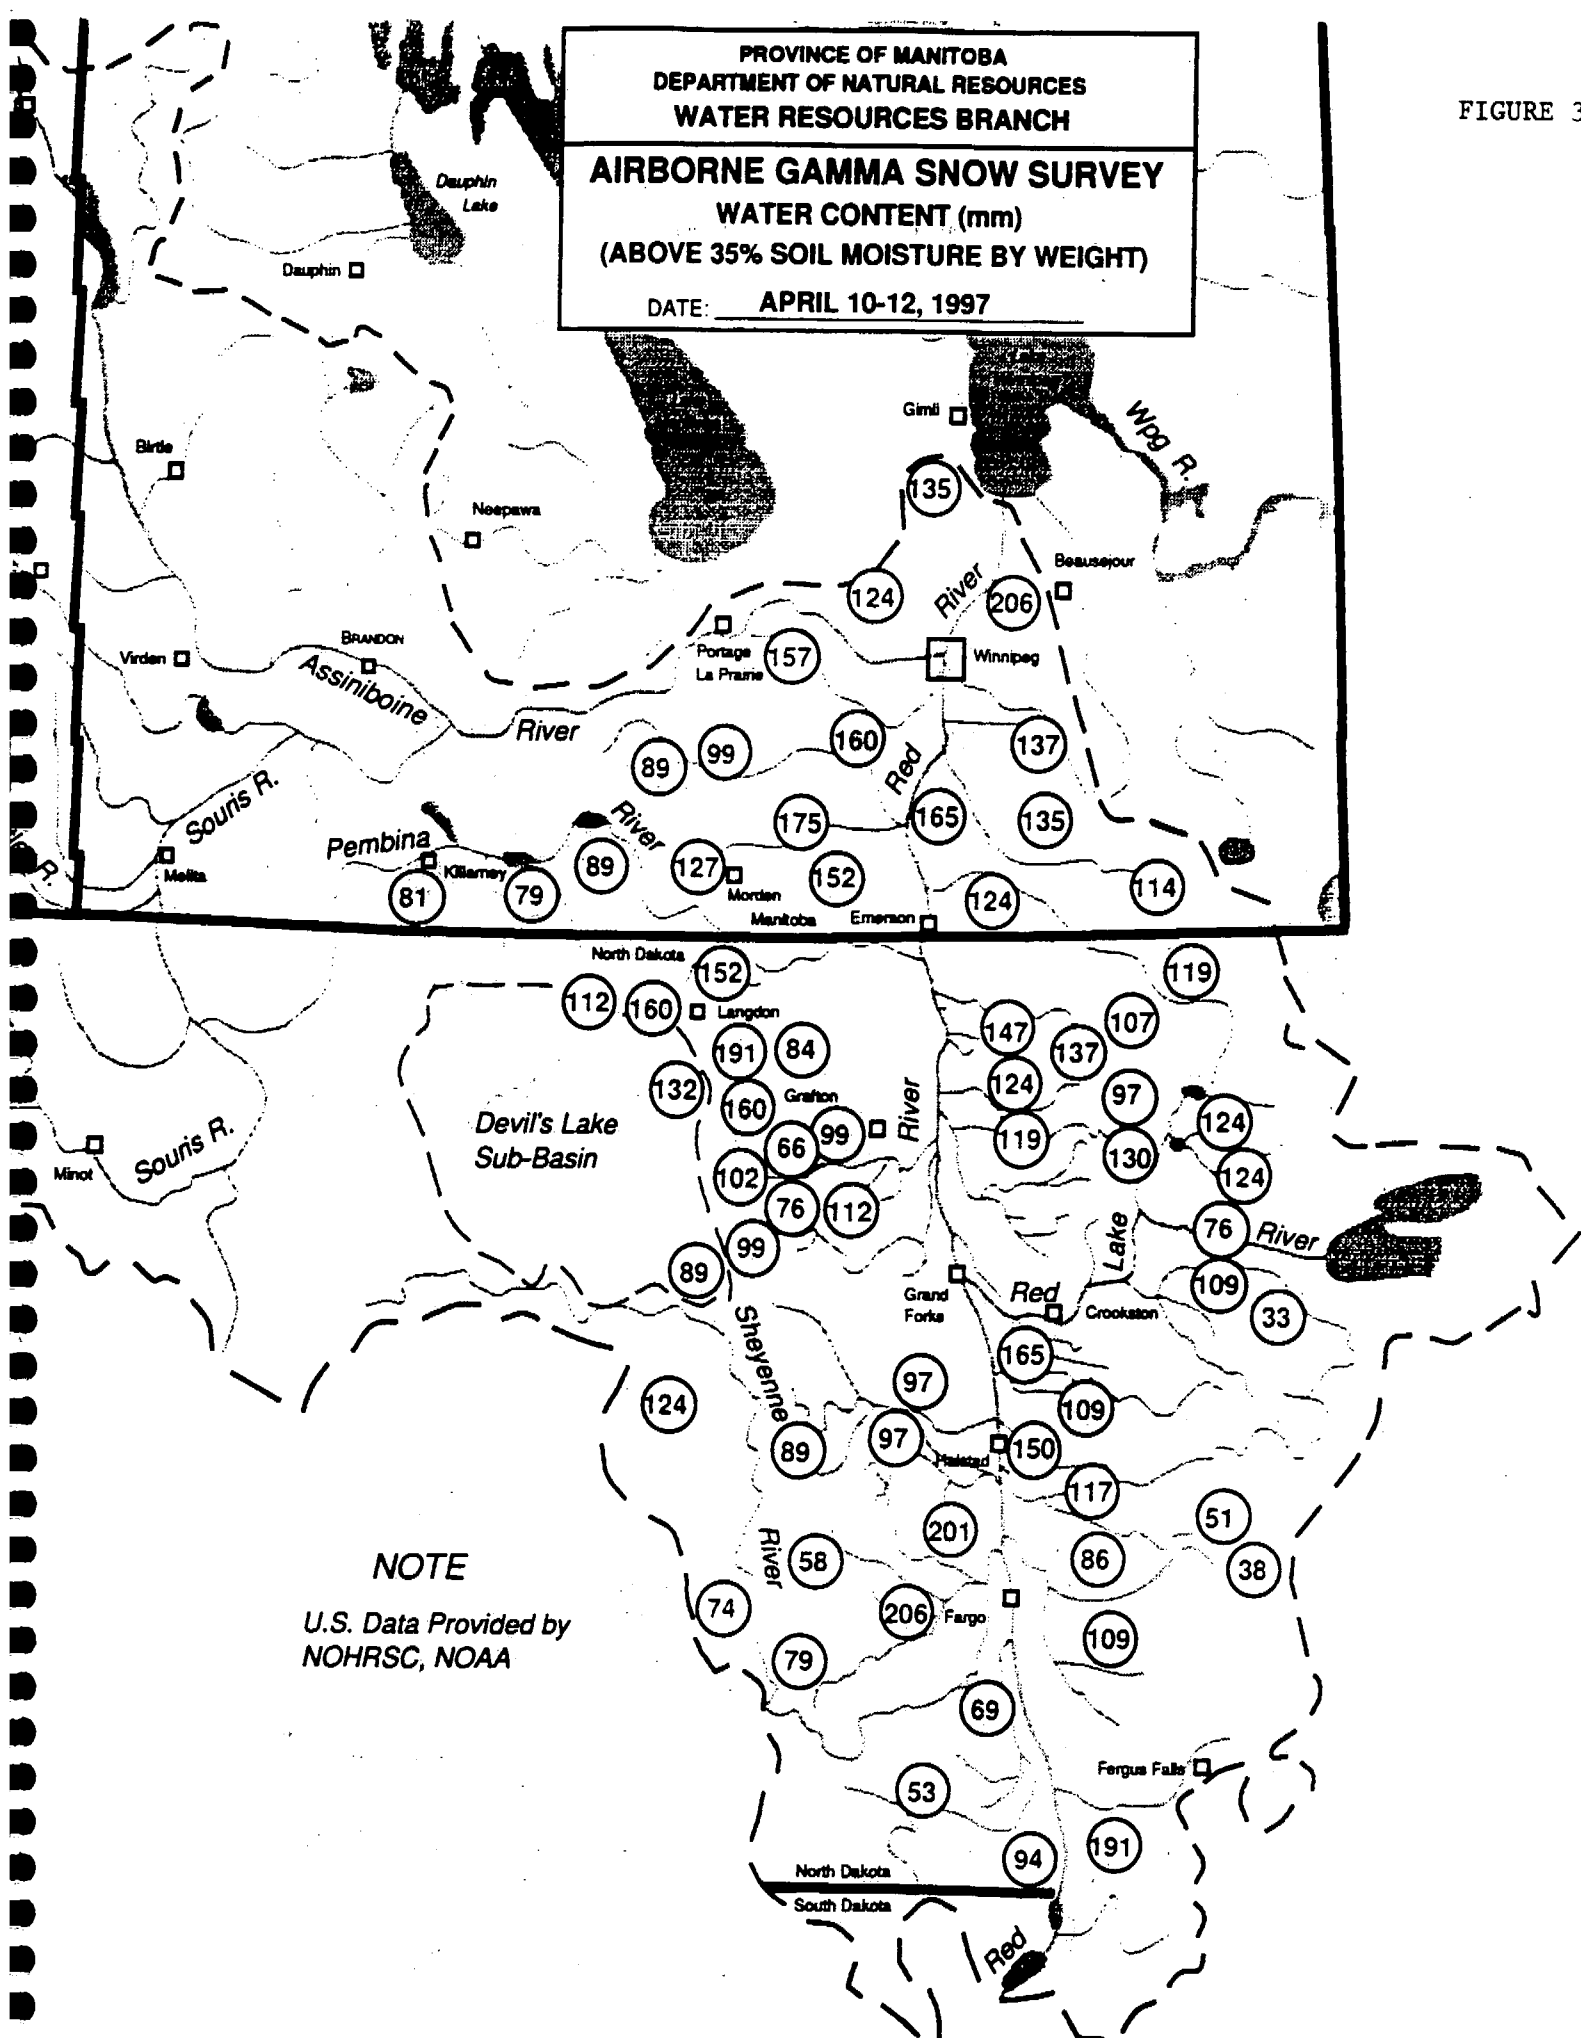 PROVINCE OF MANITOBA
DEPARTMENT OF NATURAL RESOURCES
WATER RESOURCES BRANCH
FIGURE 3
AIRBORNE GAMMA SNOW SURVEY
WATER CONTENT (mm)
(ABOVE 35% SOIL MOISTURE BY WEIGHT)
DATE: APRIL 10-12, 1997
Dauphin
Lake
Dauphin
Lake
Gimli
Wpg R.
Birtle
135
Neepawa
Beausejour
124
River
206
BRANDON
Virden
Portage
La Prairie
157
Winnipeg
Assiniboine
River
89
99
160
Red
137
Souris R.
Pembina
River
175
165
135
R.
Melita
Killarney
81
79
89
127
Morden
152
124
114
Manitoba
Emerson
North Dakota
152
119
112
160
Langdon
147
107
191
84
137
132
124
97
160
Grafton
River
Devil's Lake
Sub-Basin
66
99
119
130
124
Souris R.
Minot
102
124
76
112
Lake
76
River
99
89
Grand
Forks
Red
Crookston
109
33
Sheyenne
165
97
124
109
89
97
Halstad
150
117
51
201
River
58
86
38
NOTE
U.S. Data Provided by
NOHRSC, NOAA
74
206
Fargo
109
79
69
Fergus Falls
53
191
94
North Dakota
South Dakota
Red